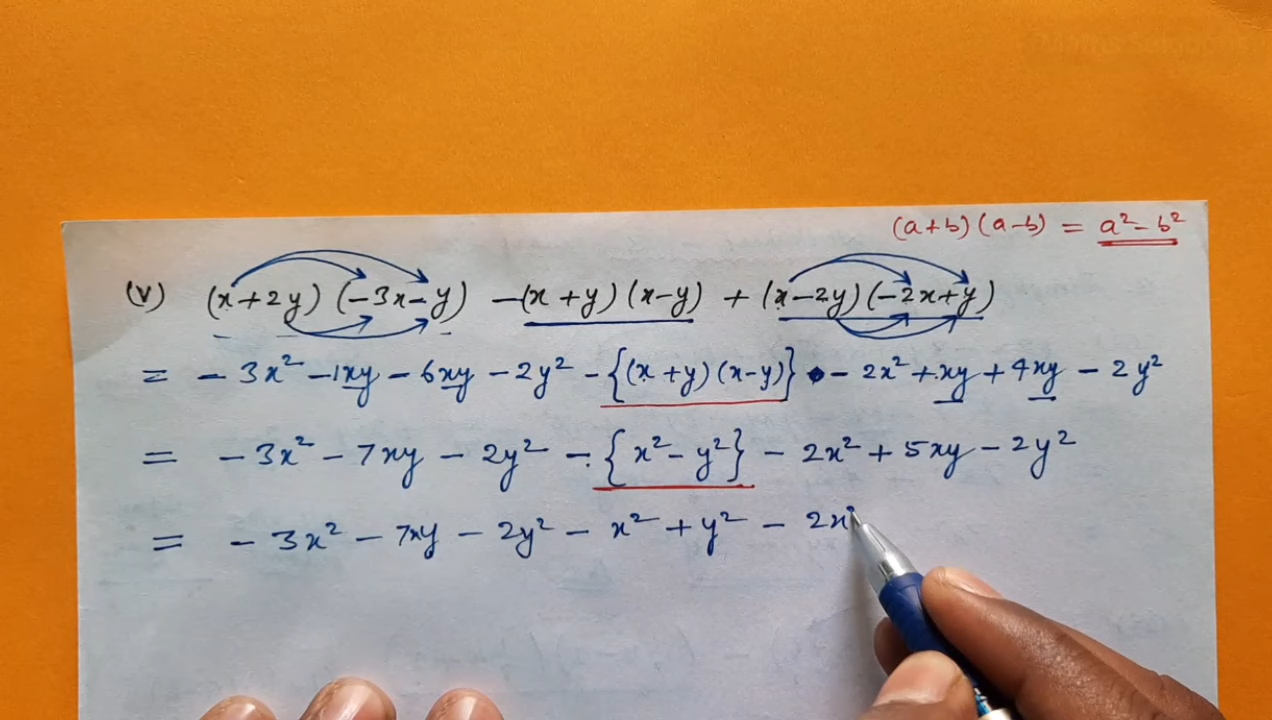 (a+b)(a-b) = a²-b²
(v) (x+2y)(-3x-y) -(x+y)(x-y) + (x-2y)(-2x+y)
= -3x² -1xy - 6xy - 2y² - {(x+y)(x-y)} - 2x² + xy + 4xy - 2y²
= -3x² - 7xy - 2y² - {x² - y²} - 2x² + 5xy - 2y²
= -3x² - 7xy - 2y² - x² + y² - 2x²